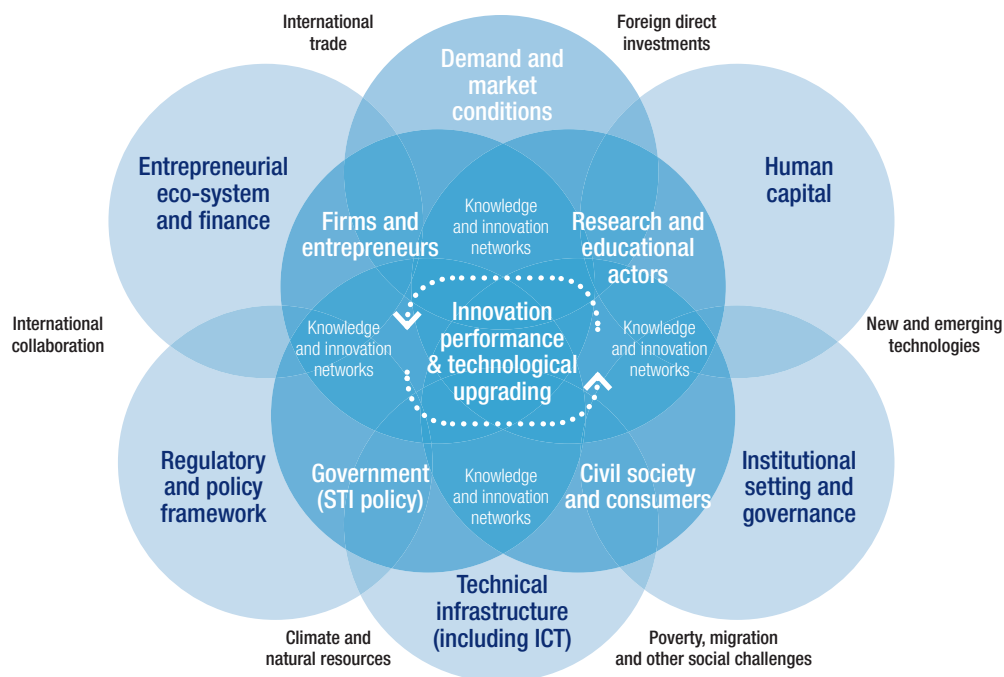 International
trade
Foreign direct
investments
Demand and
market
conditions
Entrepreneurial
eco-system
and finance
Human
capital
Firms and
entrepreneurs
Knowledge
and innovation
networks
Research and
educational
actors
International
collaboration
Knowledge
and innovation
networks
Innovation
performance
& technological
upgrading
Knowledge
and innovation
networks
New and emerging
technologies
Regulatory
and policy
framework
Government
(STI policy)
Knowledge
and innovation
networks
Civil society
and consumers
Institutional
setting and
governance
Technical
infrastructure
(including ICT)
Climate and
natural resources
Poverty, migration
and other social challenges